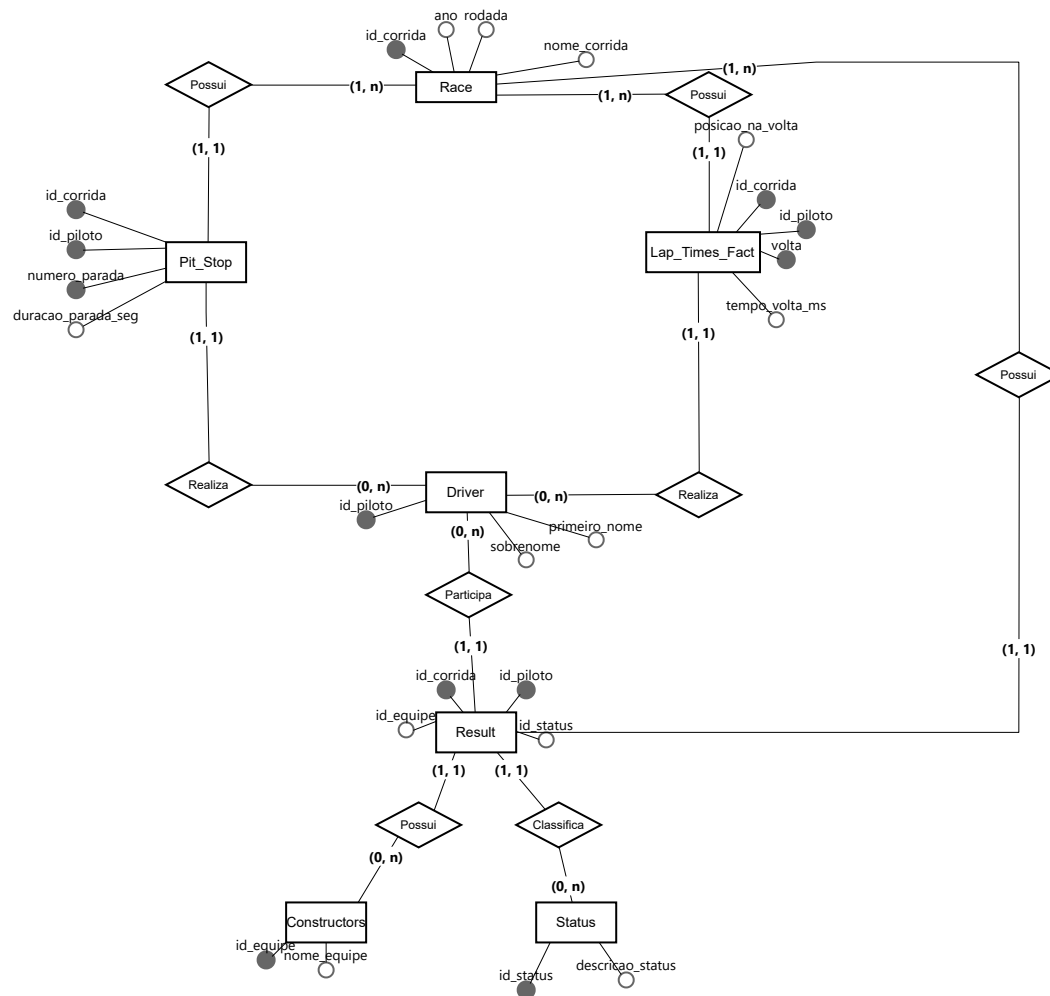 ano rodada
id_corrida
nome_corrida
Possui
(1, n)
Race
(1, n)
(1, n)
Possui
posicao_na_volta
(1, 1)
(1, 1)
id_corrida
id_corrida
id_piloto
id_piloto
volta
Pit_Stop
Lap_Times_Fact
numero_parada
duracao_parada_seg
tempo_volta_ms
(1, 1)
(1, 1)
Possui
Realiza
(0, n)
Driver
(0, n)
Realiza
id_piloto
(0, n)
primeiro_nome
sobrenome
Participa
(1, 1)
(1, 1)
id_corrida
id_piloto
id_equipe
id_status
Result
(1, 1)
(1, 1)
Possui
Classifica
(0, n)
(0, n)
Constructors
Status
id_equipe
nome_equipe
descricao_status
id_status